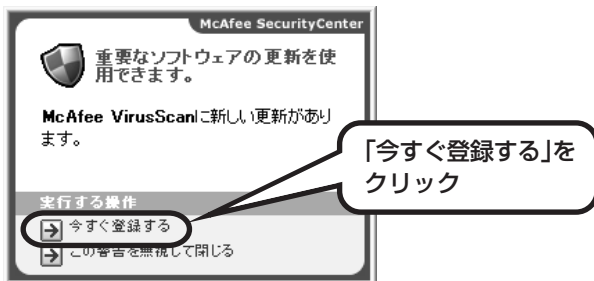 McAfee SecurityCenter
重要なソフトウェアの更新を使
用できます。
McAfee VirusScanに新しい更新があり
ます。
「今すぐ登録する」を
クリック
実行する操作
今すぐ登録する
この警告を無視して閉じる